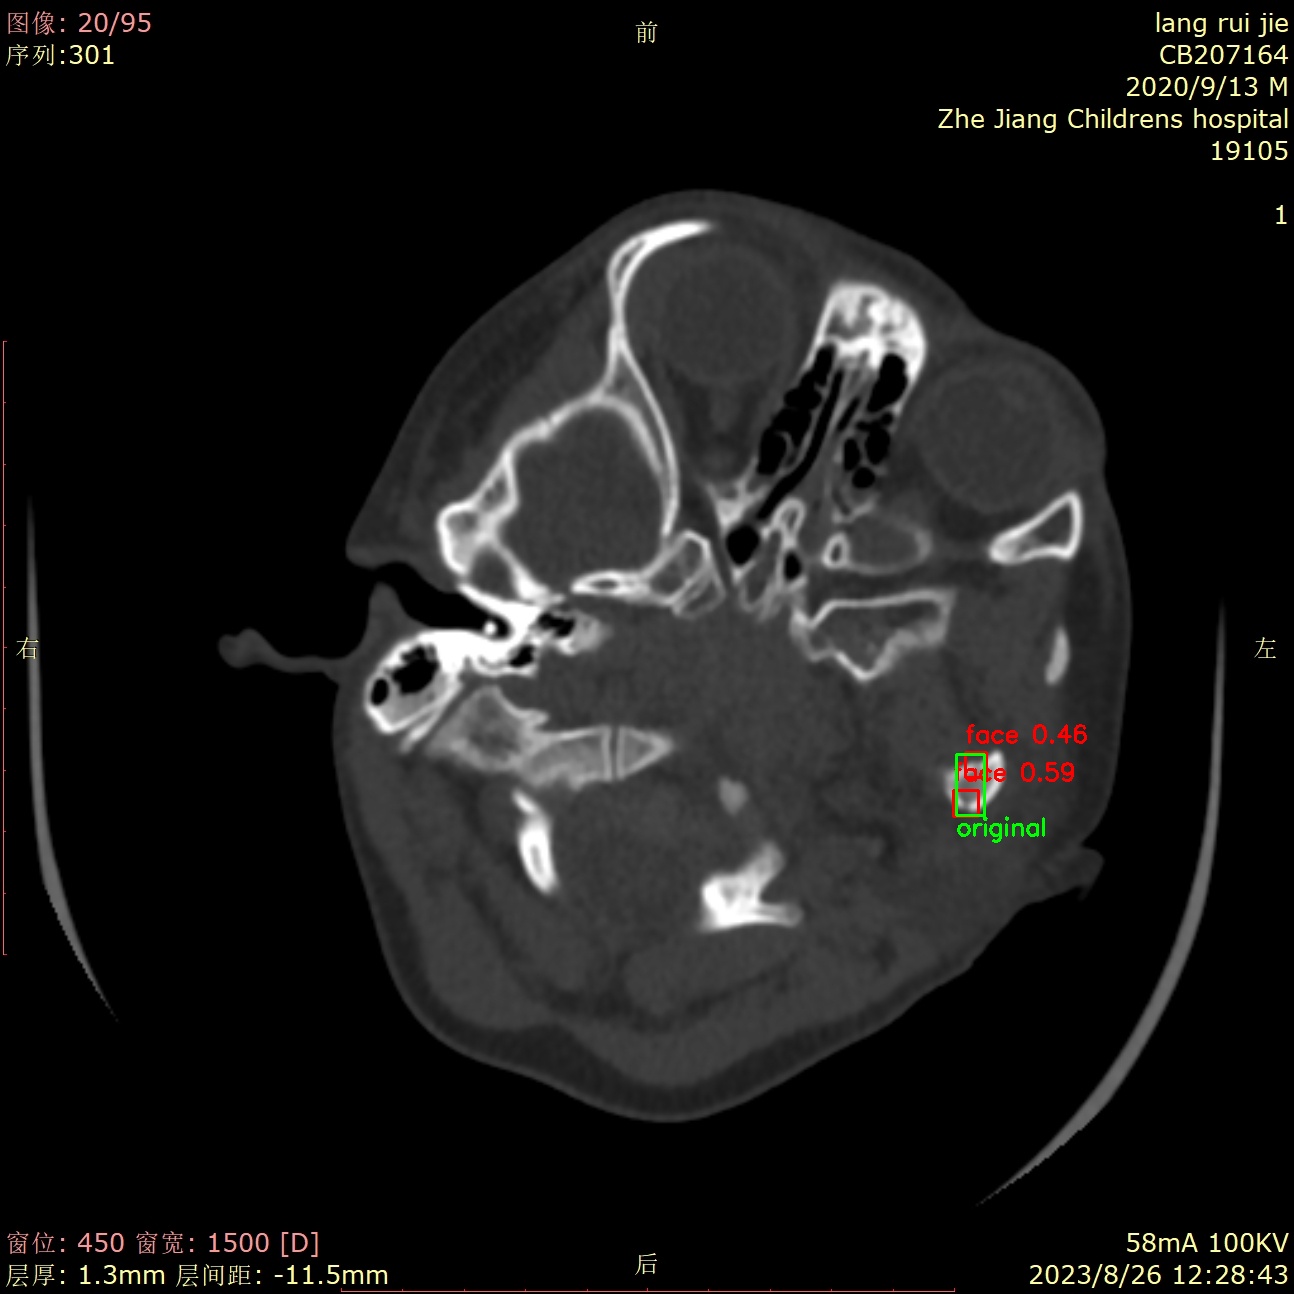 图像: 20/95
序列:301
前
lang rui jie
CB207164
2020/9/13 M
Zhe Jiang Childrens hospital
19105
1
右
左
face 0.46
face 0.59
original
窗位: 450 窗宽: 1500 [D]
层厚: 1.3mm 层间距: -11.5mm
后
58mA 100KV
2023/8/26 12:28:43